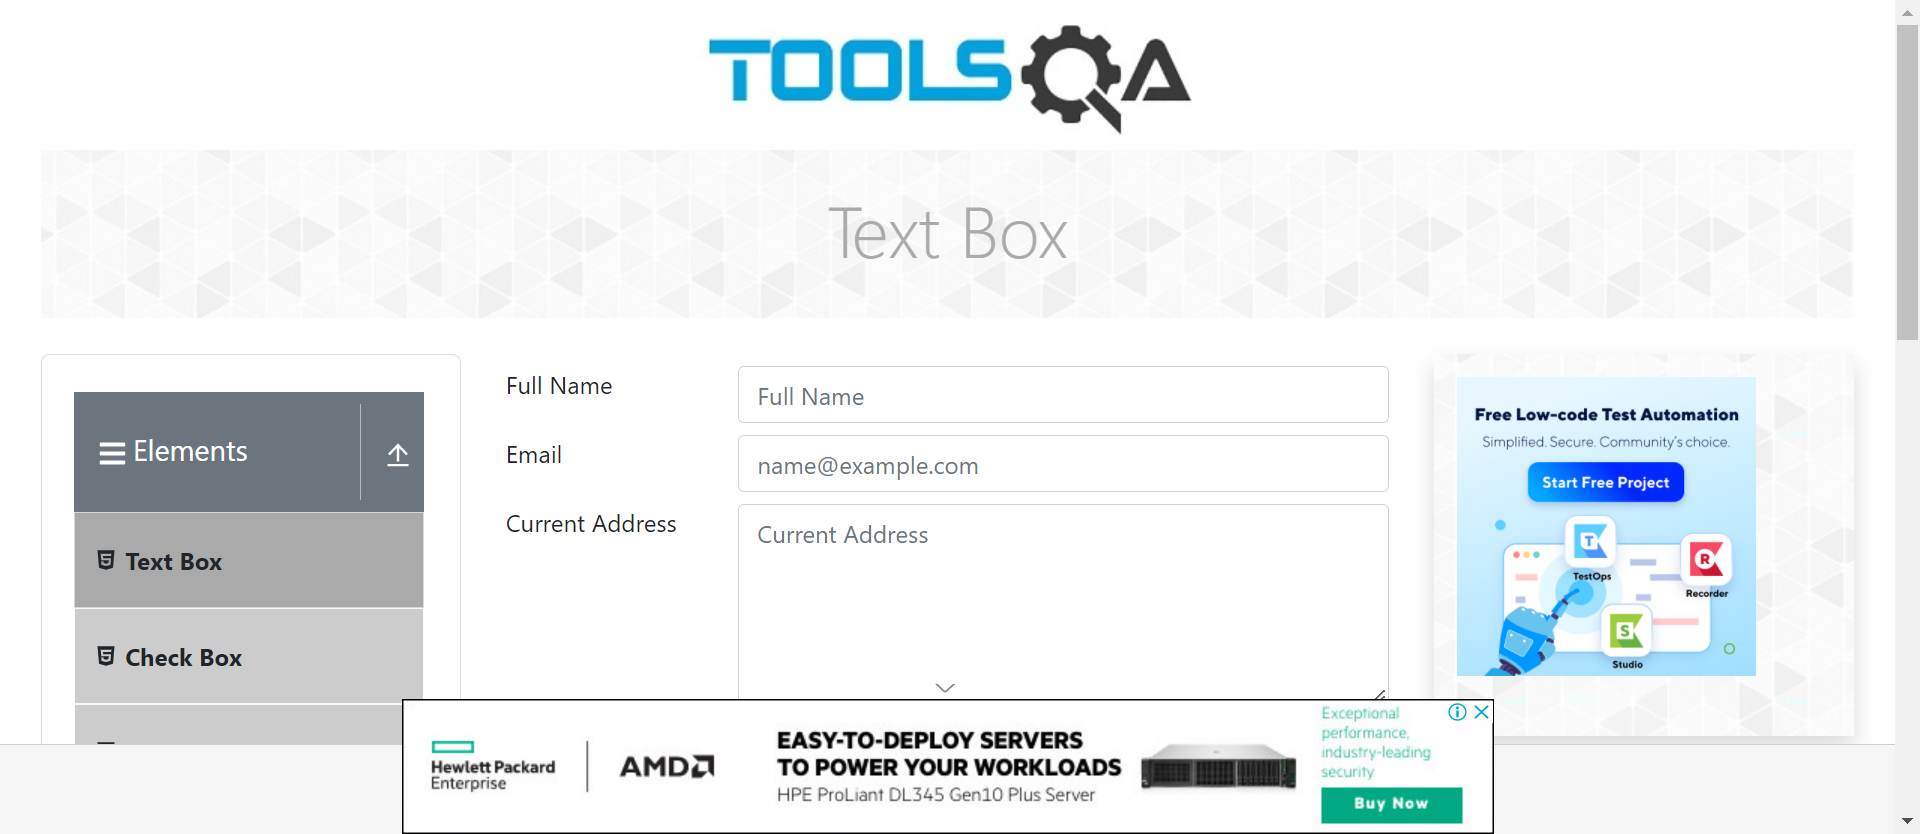 TOOLSQA
Text Box
Elements
Text Box
Check Box
Full Name
Full Name
Email
name@example.com
Current Address
Current Address
Free Low-code Test Automation
Simplified. Secure. Community's choice.
Start Free Project
TestOps
Recorder
Studio
Hewlett Packard
Enterprise
AMD
EASY-TO-DEPLOY SERVERS
TO POWER YOUR WORKLOADS
HPE ProLiant DL345 Gen10 Plus Server
Exceptional
performance,
industry-leading
security
Buy Now